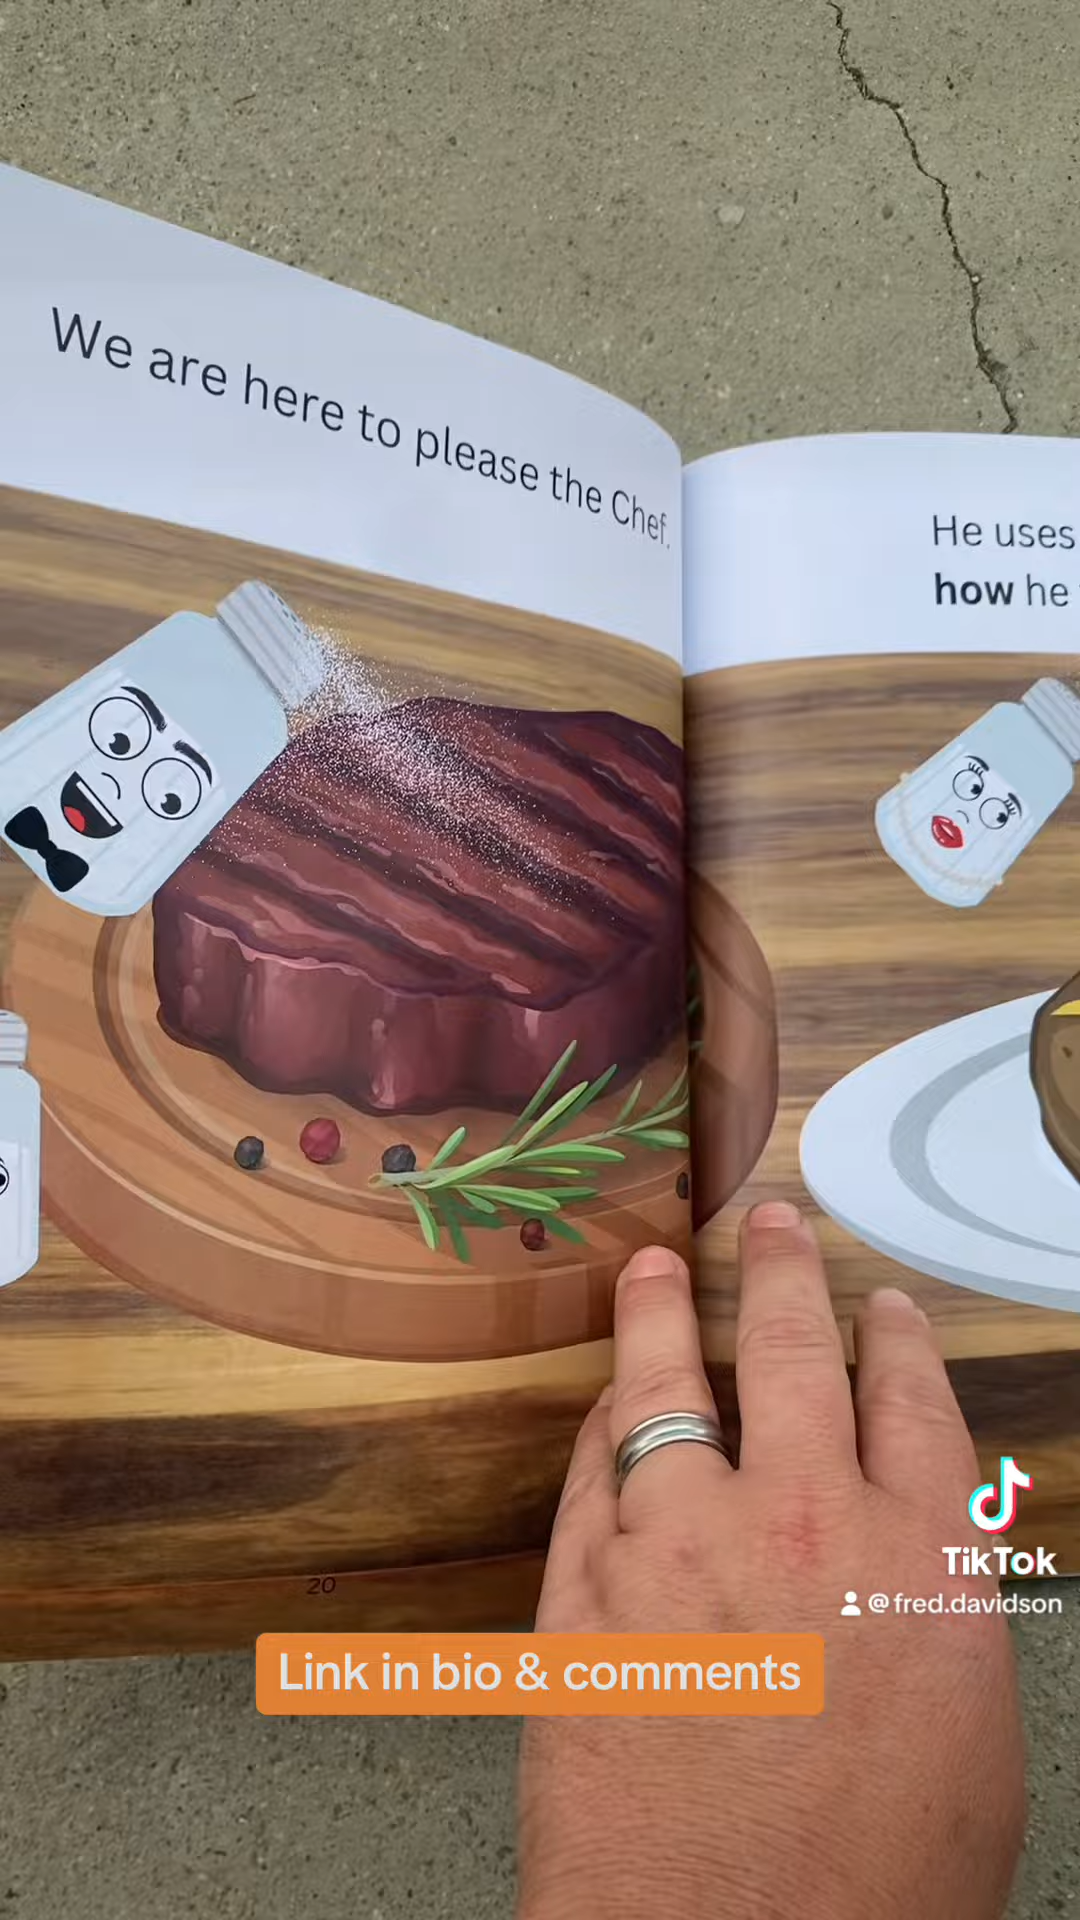 We are here to please the Chef.
He uses
how he
20
TikTok
@fred.davidson
Link in bio & comments